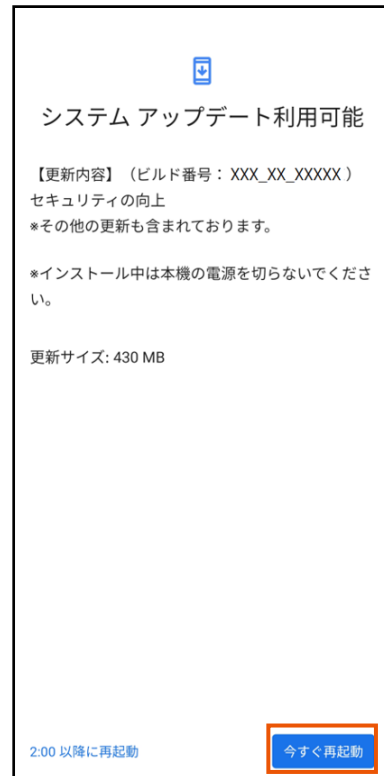 システム アップデート利用可能
【更新内容】（ビルド番号： XXX_XX_XXXXX ）
セキュリティの向上
*その他の更新も含まれております。
*インストール中は本機の電源を切らないでくださ
い。
更新サイズ: 430 MB
2:00 以降に再起動
今すぐ再起動